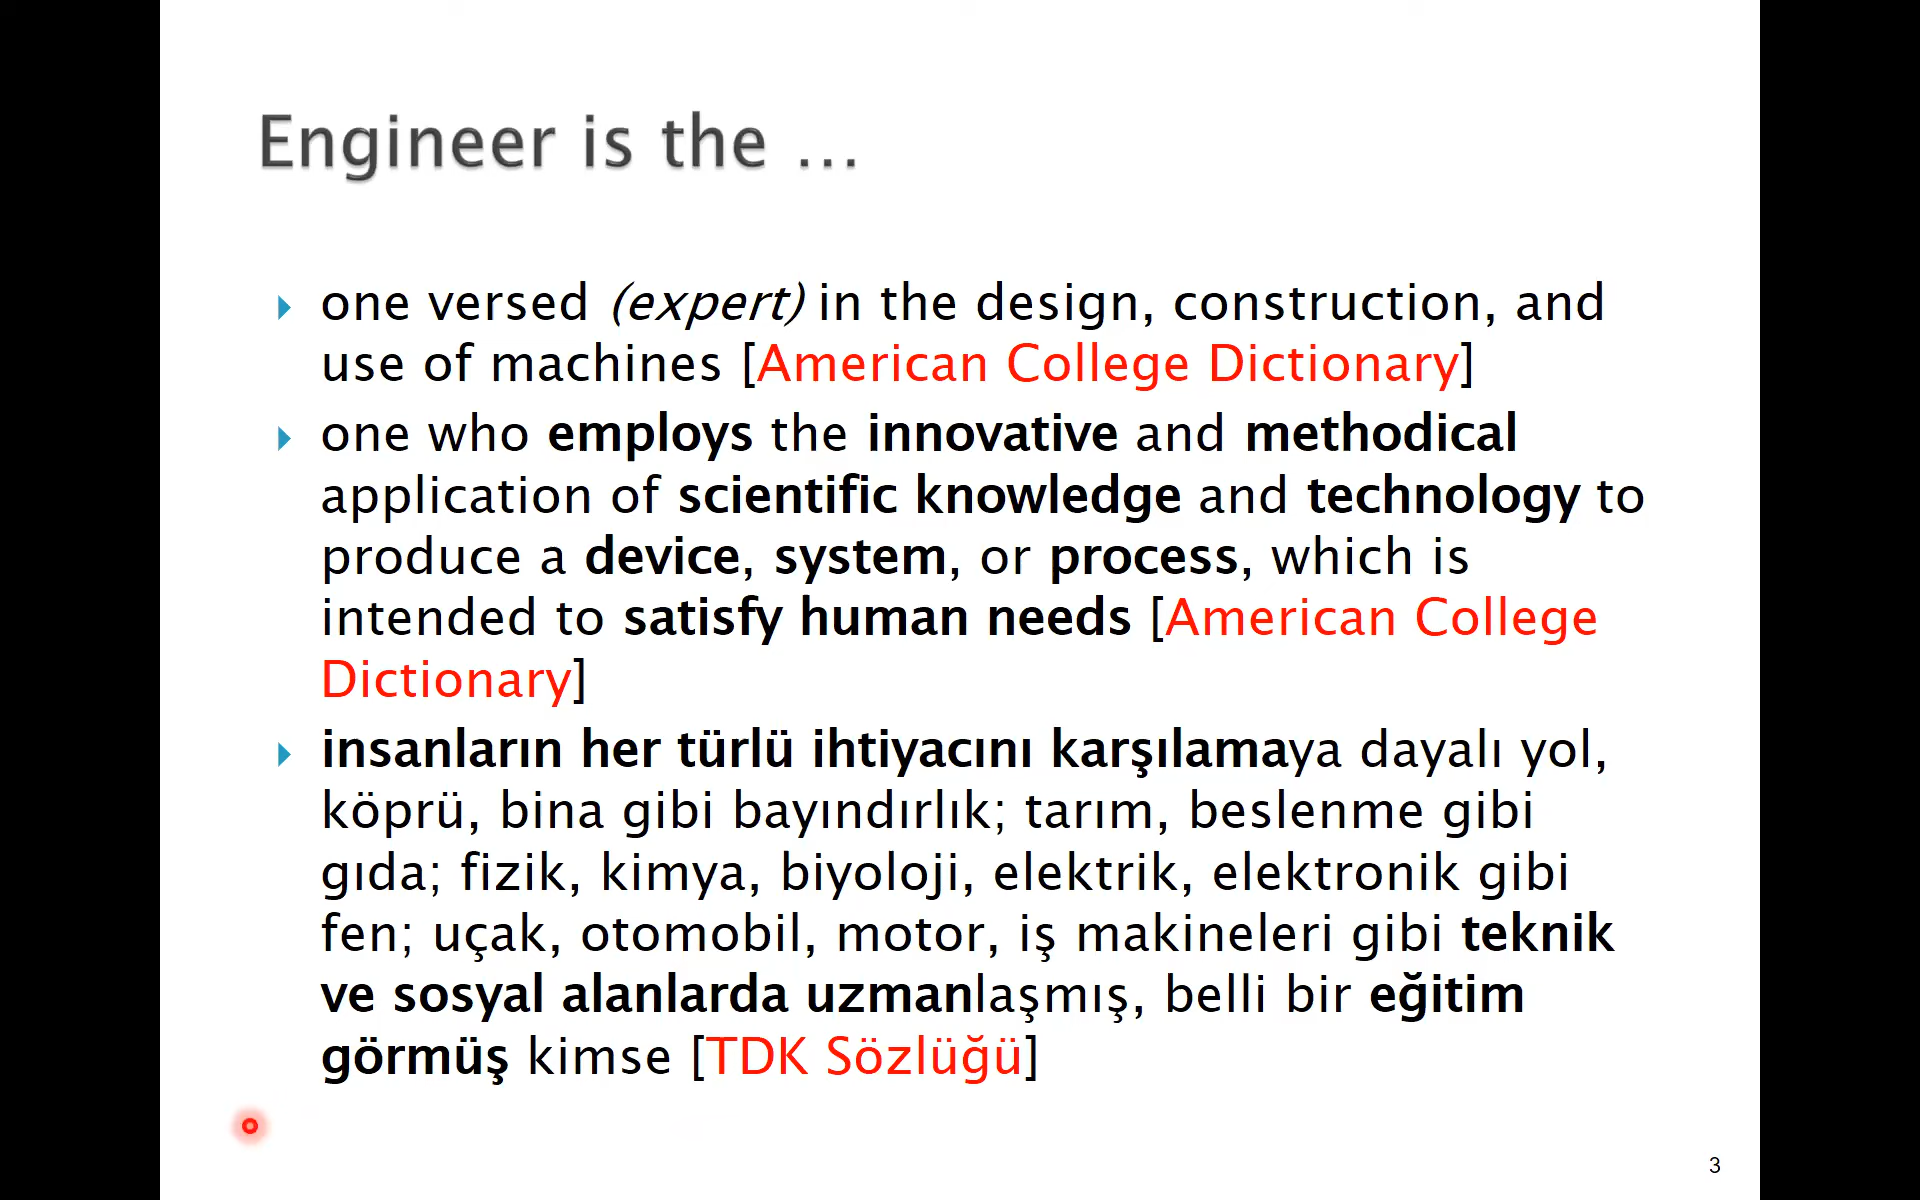 Engineer is the …
one versed (expert) in the design, construction, and
use of machines [American College Dictionary]
one who employs the innovative and methodical
application of scientific knowledge and technology to
produce a device, system, or process, which is
intended to satisfy human needs [American College
Dictionary]
insanların her türlü ihtiyacını karşılamaya dayalı yol,
köprü, bina gibi bayındırlık; tarım, beslenme gibi
gıda; fizik, kimya, biyoloji, elektrik, elektronik gibi
fen; uçak, otomobil, motor, iş makineleri gibi teknik
ve sosyal alanlarda uzmanlaşmış, belli bir eğitim
görmüş kimse [TDK Sözlüğü]
3